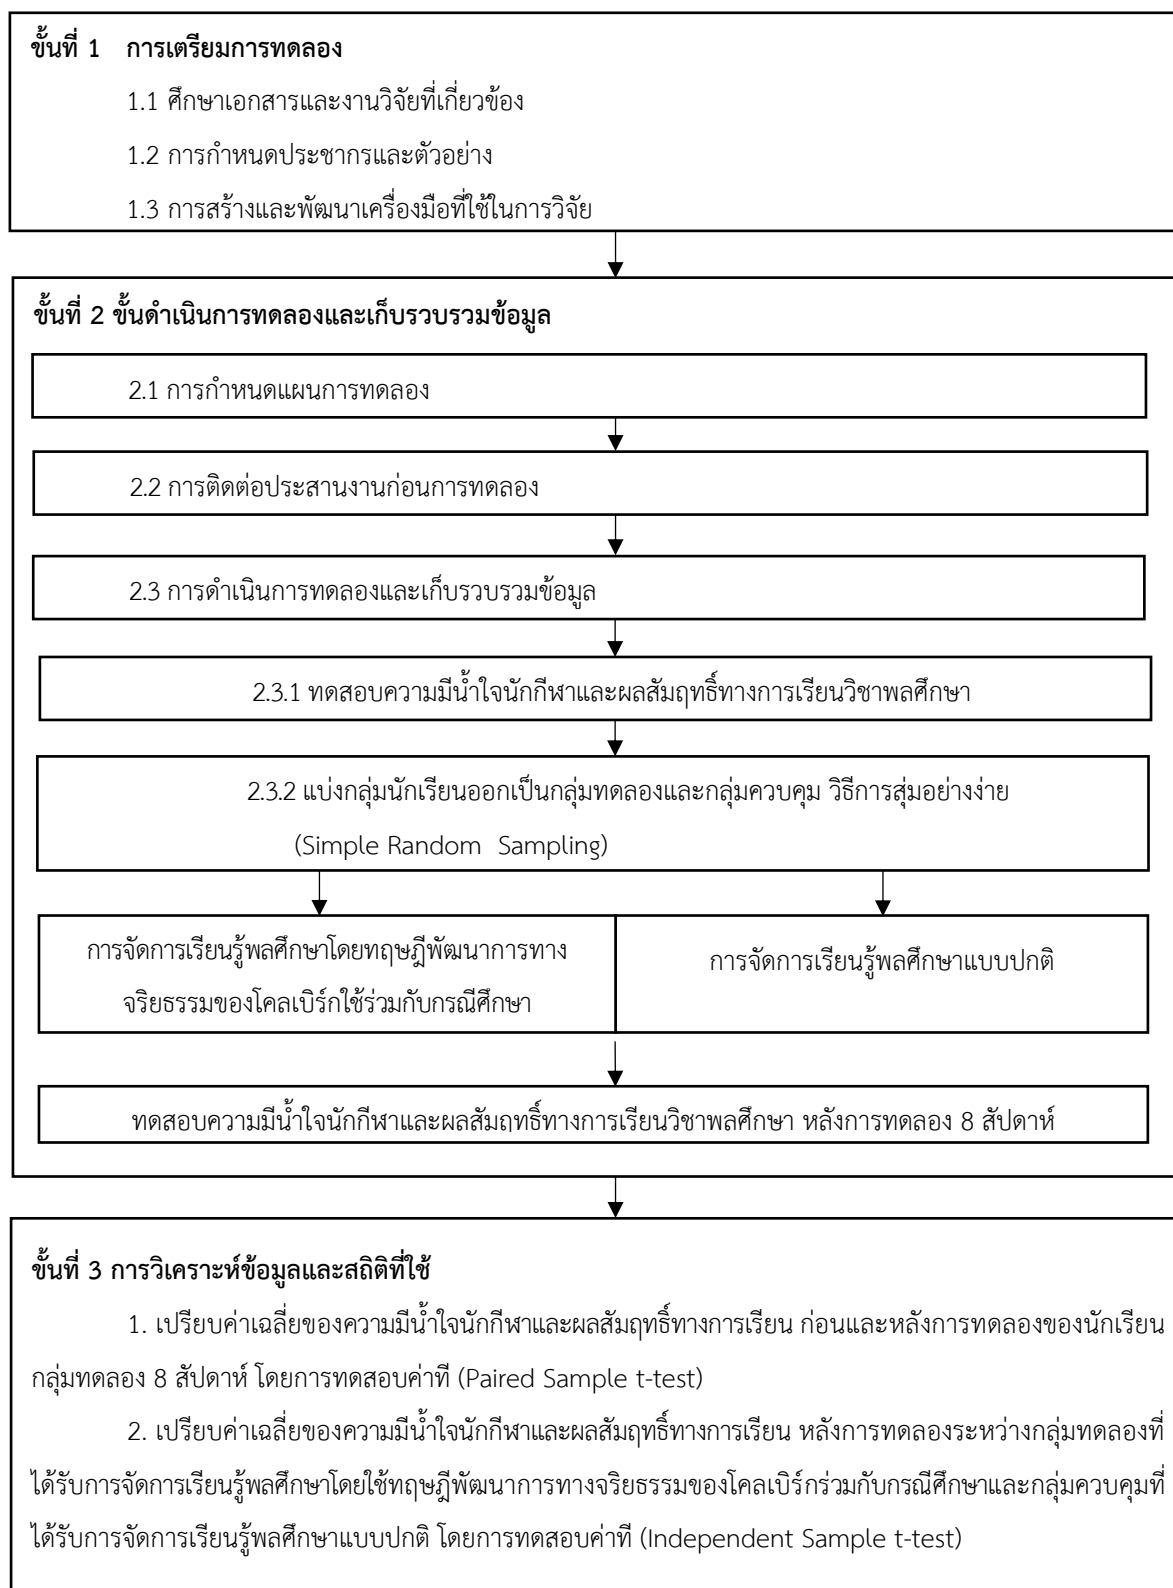 ขั้นที่ 1 การเตรียมการทดลอง
1.1 ศึกษาเอกสารและงานวิจัยที่เกี่ยวข้อง
1.2 การกำหนดประชากรและตัวอย่าง
1.3 การสร้างและพัฒนาเครื่องมือที่ใช้ในการวิจัย
ขั้นที่ 2 ขั้นดำเนินการทดลองและเก็บรวบรวมข้อมูล
2.1 การกำหนดแผนการทดลอง
2.2 การติดต่อประสานงานก่อนการทดลอง
2.3 การดำเนินการทดลองและเก็บรวบรวมข้อมูล
2.3.1 ทดสอบความมีน้ำใจนักกีฬาและผลสัมฤทธิ์ทางการเรียนวิชาพลศึกษา
2.3.2 แบ่งกลุ่มนักเรียนออกเป็นกลุ่มทดลองและกลุ่มควบคุม วิธีการสุ่มอย่างง่าย
(Simple Random Sampling)
การจัดการเรียนรู้พลศึกษาโดยทฤษฎีพัฒนาการทาง
จริยธรรมของโคลเบิร์กใช้ร่วมกับกรณีศึกษา
การจัดการเรียนรู้พลศึกษาแบบปกติ
ทดสอบความมีน้ำใจนักกีฬาและผลสัมฤทธิ์ทางการเรียนวิชาพลศึกษา หลังการทดลอง 8 สัปดาห์
ขั้นที่ 3 การวิเคราะห์ข้อมูลและสถิติที่ใช้
1. เปรียบค่าเฉลี่ยของความมีน้ำใจนักกีฬาและผลสัมฤทธิ์ทางการเรียน ก่อนและหลังการทดลองของนักเรียน
กลุ่มทดลอง 8 สัปดาห์ โดยการทดสอบค่าที (Paired Sample t-test)
2. เปรียบค่าเฉลี่ยของความมีน้ำใจนักกีฬาและผลสัมฤทธิ์ทางการเรียน หลังการทดลองระหว่างกลุ่มทดลองที่
ได้รับการจัดการเรียนรู้พลศึกษาโดยใช้ทฤษฎีพัฒนาการทางจริยธรรมของโคลเบิร์กร่วมกับกรณีศึกษาและกลุ่มควบคุมที่
ได้รับการจัดการเรียนรู้พลศึกษาแบบปกติ โดยการทดสอบค่าที (Independent Sample t-test)